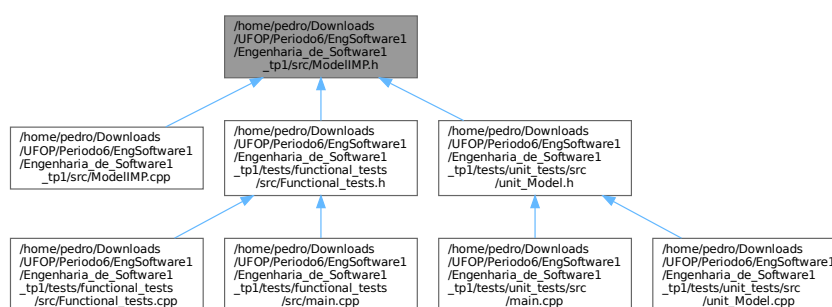 /home/pedro/Downloads
/UFOP/Periodo6/EngSoftware1
/Engenharia_de_Software1
_tp1/src/ModelIMP.h
/home/pedro/Downloads
/UFOP/Periodo6/EngSoftware1
/Engenharia_de_Software1
_tp1/src/ModelIMP.cpp
/home/pedro/Downloads
/UFOP/Periodo6/EngSoftware1
/Engenharia_de_Software1
_tp1/tests/functional_tests
/src/Functional_tests.h
/home/pedro/Downloads
/UFOP/Periodo6/EngSoftware1
/Engenharia_de_Software1
_tp1/tests/unit_tests/src
/unit_Model.h
/home/pedro/Downloads
/UFOP/Periodo6/EngSoftware1
/Engenharia_de_Software1
_tp1/tests/functional_tests
/src/Functional_tests.cpp
/home/pedro/Downloads
/UFOP/Periodo6/EngSoftware1
/Engenharia_de_Software1
_tp1/tests/functional_tests
/src/main.cpp
/home/pedro/Downloads
/UFOP/Periodo6/EngSoftware1
/Engenharia_de_Software1
_tp1/tests/unit_tests/src
/main.cpp
/home/pedro/Downloads
/UFOP/Periodo6/EngSoftware1
/Engenharia_de_Software1
_tp1/tests/unit_tests/src
/unit_Model.cpp